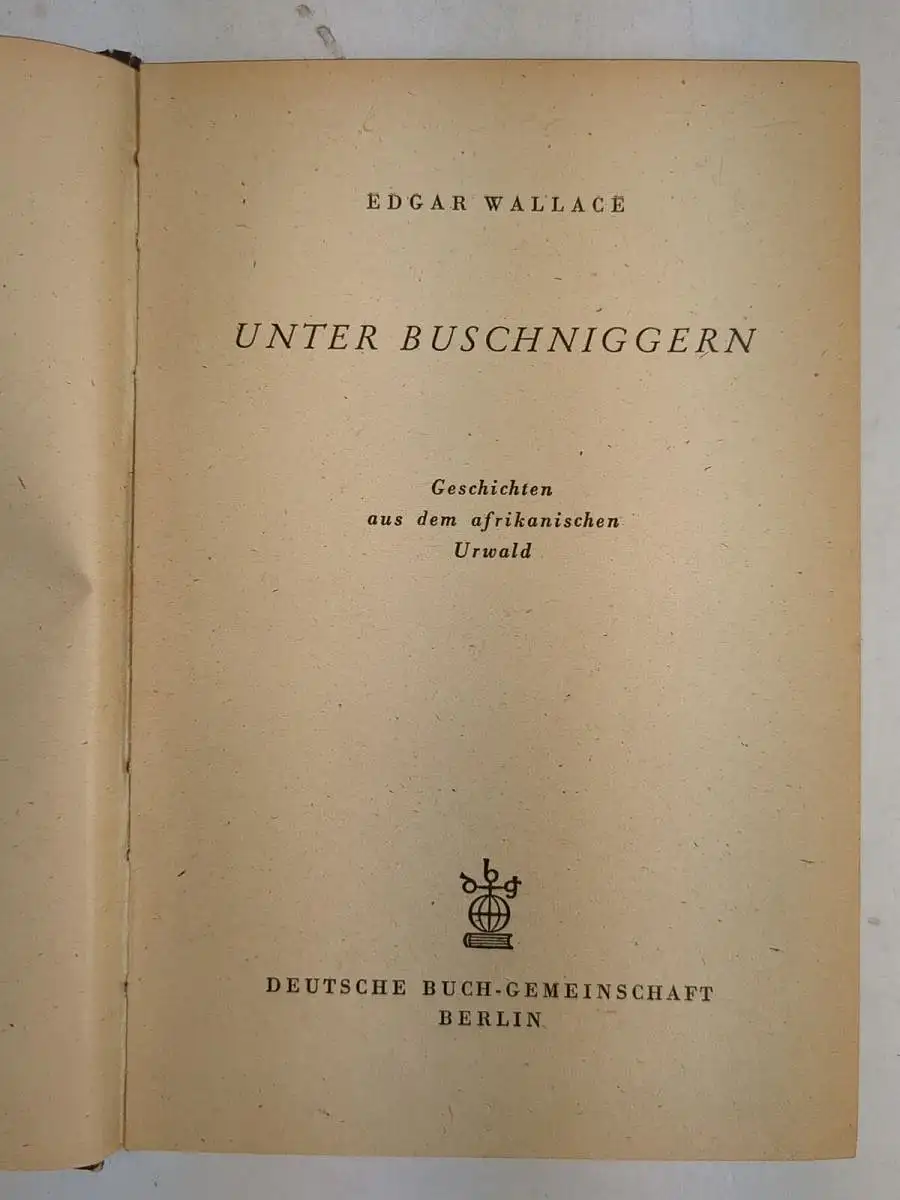 EDGAR WALLACE
UNTER BUSCHNIGGERN
Geschichten
aus dem afrikanischen
Urwald
dbg
DEUTSCHE BUCH-GEMEINSCHAFT
BERLIN